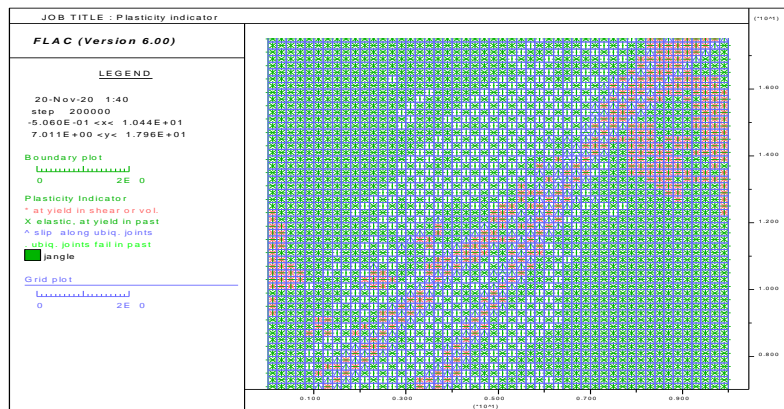 JOB TITLE : Plasticity indicator
(*10^1)
FLAC (Version 6.00)
LEGEND
20-Nov-20 1:40
step 200000
-5.060E-01 <x< 1.044E+01
7.011E+00 <y< 1.796E+01
Boundary plot
0 2E 0
Plasticity Indicator
* at yield in shear or vol.
X elastic, at yield in past
^ slip along ubiq. joints
ubiq. joints fail in past
jangle
Grid plot
0 2E 0
1.600
1.400
1.200
1.000
0.800
0.100 0.300 0.500 0.700 0.900
(*10^1)